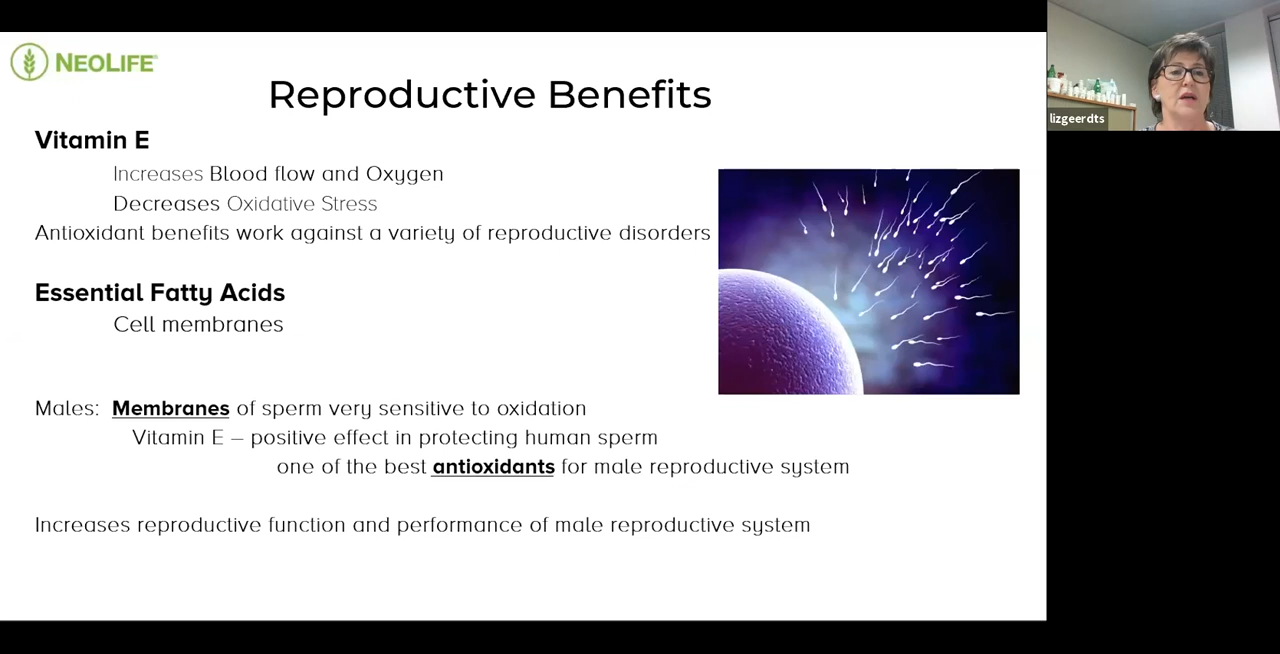 NEOLIFE
Reproductive Benefits
Vitamin E
Increases Blood flow and Oxygen
Decreases Oxidative Stress
Antioxidant benefits work against a variety of reproductive disorders
Essential Fatty Acids
Cell membranes
Males: Membranes of sperm very sensitive to oxidation
Vitamin E – positive effect in protecting human sperm
one of the best antioxidants for male reproductive system
Increases reproductive function and performance of male reproductive system
lizgeerdts